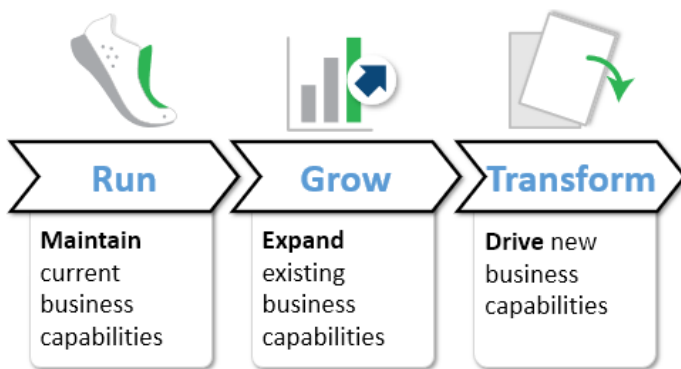 Run
Grow
Transform
Maintain
current
business
capabilities
Expand
existing
business
capabilities
Drive new
business
capabilities